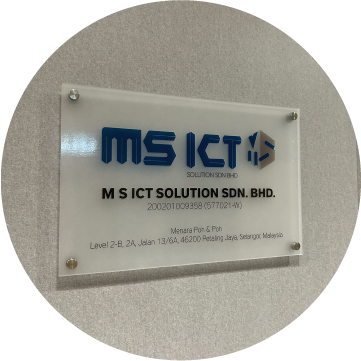 MS ICT
SOLUTION SDN BHD
M S ICT SOLUTION SDN. BHD.
200201009358 (577021-W)
Menara Poh & Poh
Level 2-B, 2A, Jalan 13/6A, 46200 Petaling Jaya, Selangor, Malaysia